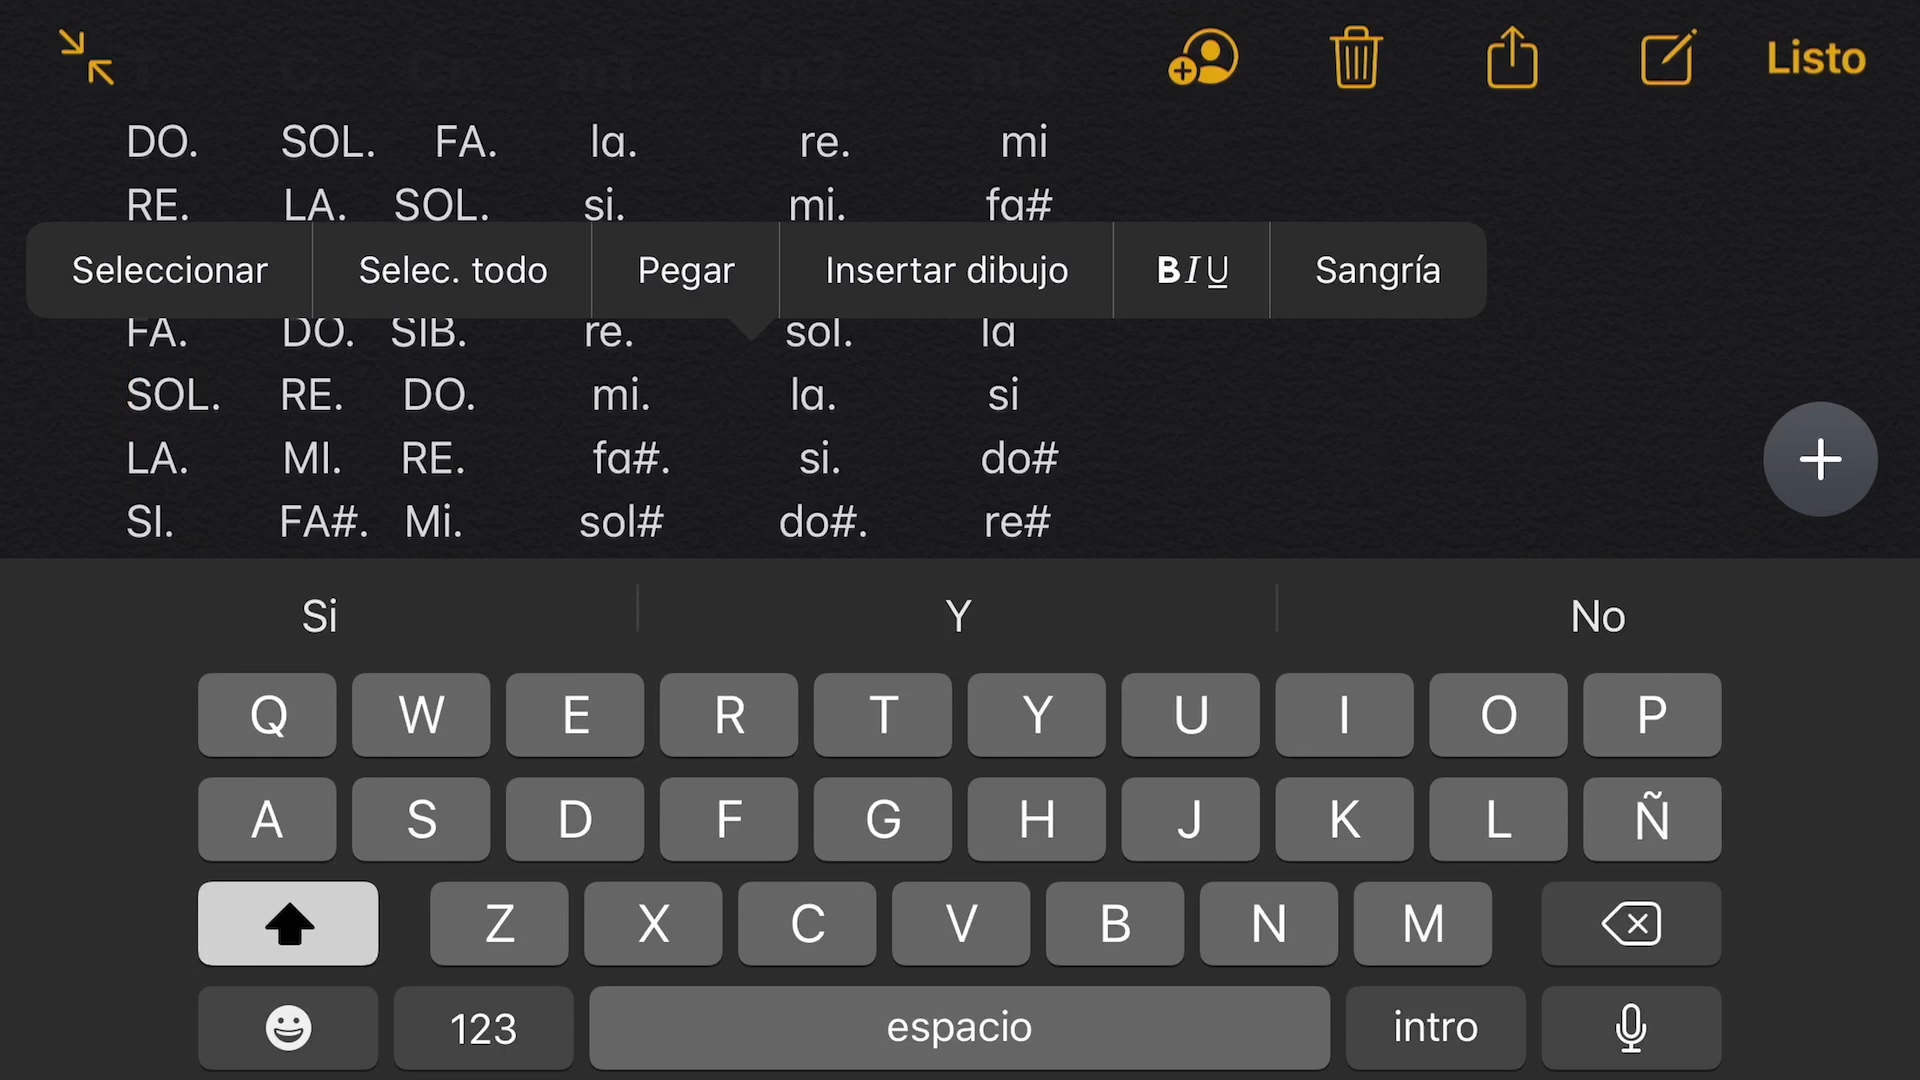 Listo
DO. SOL. FA. la. re. mi
RE. LA. SOL. si. mi. fa#
Seleccionar Selec. todo Pegar Insertar dibujo BIU Sangría
FA. DO. SIB. re. sol. la
SOL. RE. DO. mi. la. si
LA. MI. RE. fa#. si. do#
SI. FA#. Mi. sol# do#. re#
Si Y No
Q W E R T Y U I O P
A S D F G H J K L Ñ
Z X C V B N M
123 espacio intro